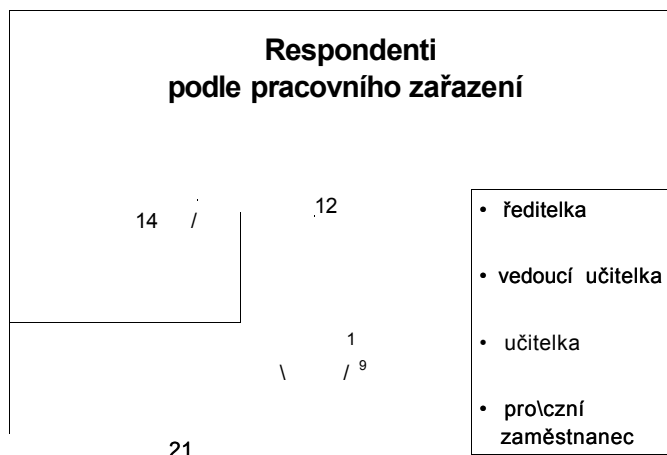 Respondenti
podle pracovního zařazení
14 / 12
1
\ / 9
21
• ředitelka
• vedoucí učitelka
• učitelka
• pro\czní
zaměstnanec